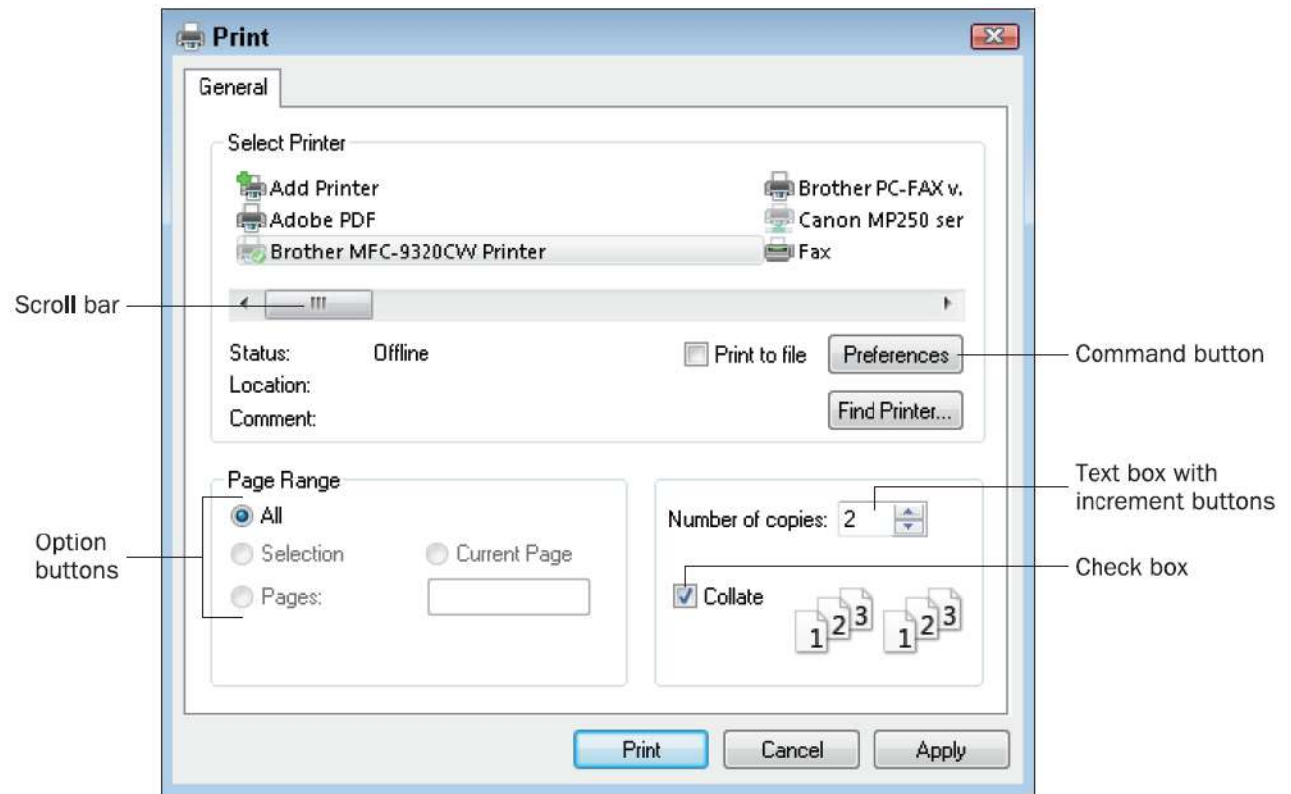 Print
General
Select Printer
Add Printer
Brother PC-FAX v.
Adobe PDF
Canon MP250 ser
Brother MFC-9320CW Printer
Fax
Scroll bar
Status: Offline
Print to file
Preferences
Command button
Location:
Comment:
Find Printer...
Page Range
All
Selection
Current Page
Pages:
Option
buttons
Number of copies: 2
Text box with
increment buttons
Collate
Check box
1 2 3 1 2 3
Print
Cancel
Apply